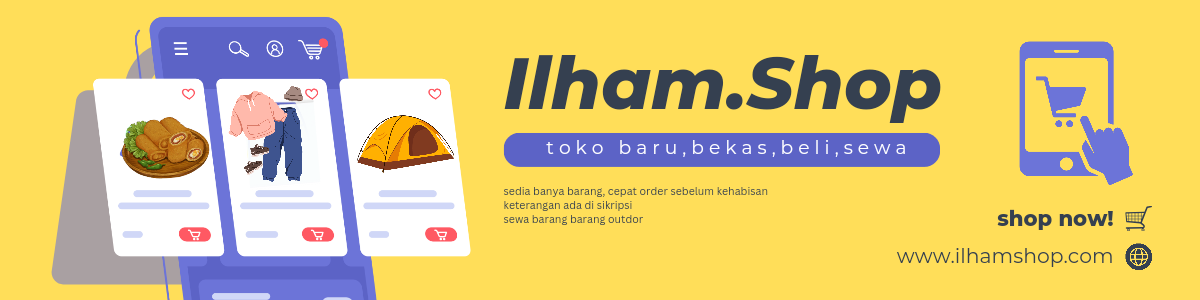 Ilham.Shop
toko baru,bekas,beli,sewa
sedia banya barang, cepat order sebelum kehabisan
keterangan ada di sikripsi
sewa barang barang outdor
shop now!
www.ilhamshop.com